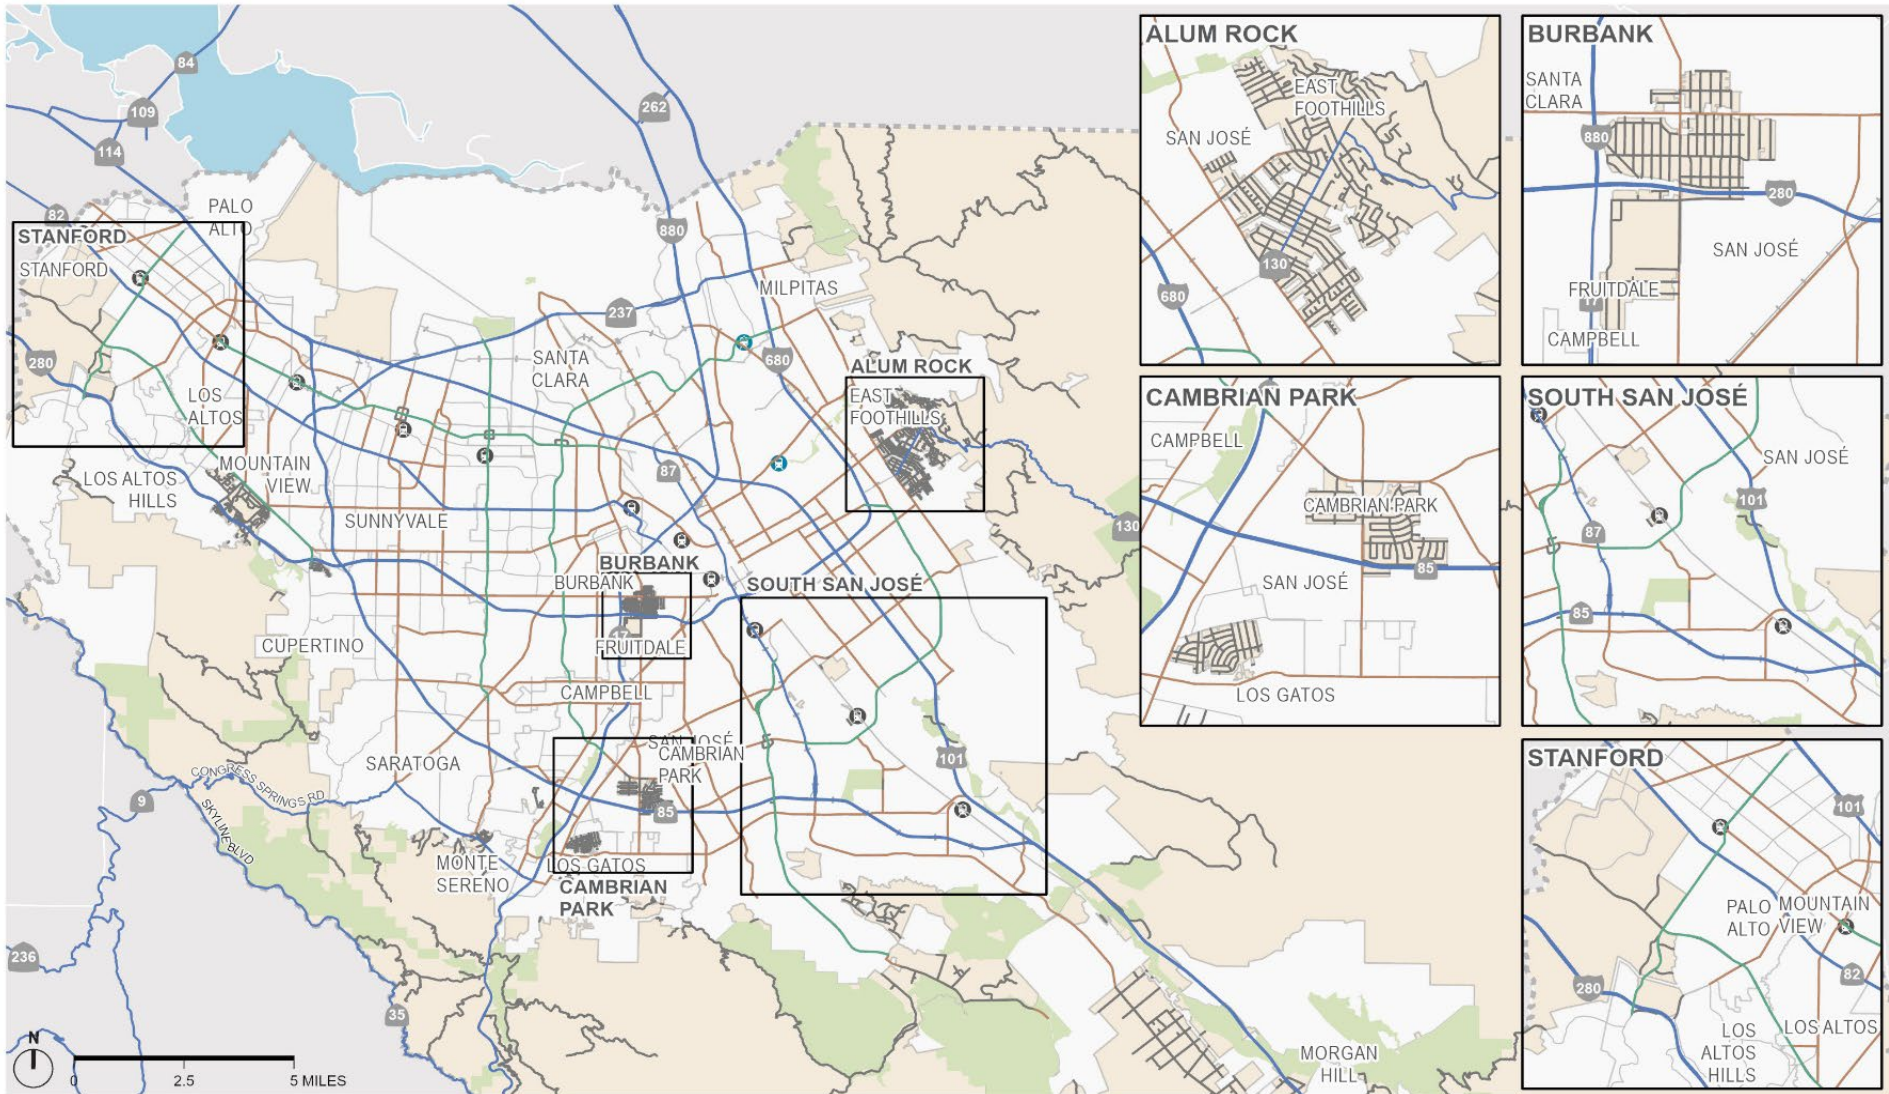 84
109
114
262
82
PALO
ALTO
STANFORD
STANFORD
280
LOS
ALTOS
880
237
MILPITAS
SANTA
CLARA
680
ALUM ROCK
EAST
FOOTHILLS
87
130
LOS ALTOS
HILLS
MOUNTAIN
VIEW
SUNNYVALE
BURBANK
BURBANK
17
FRUITDALE
SOUTH SAN JOSÉ
CUPERTINO
CAMPBELL
SAN JOSÉ
CAMBRIAN
PARK
101
SARATOGA
CONGRESS SPRINGS RD
9
SKYLINE BLVD
85
MONTE
SERENO
LOS GATOS
CAMBRIAN
PARK
236
35
MORGAN
HILL
N
0
2.5
5 MILES
ALUM ROCK
EAST
FOOTHILLS
SAN JOSÉ
130
680
BURBANK
SANTA
CLARA
880
280
SAN JOSÉ
FRUITDALE
17
CAMPBELL
CAMBRIAN PARK
CAMPBELL
CAMBRIAN PARK
85
SAN JOSÉ
LOS GATOS
SOUTH SAN JOSÉ
SAN JOSÉ
101
87
85
STANFORD
101
PALO
ALTO
MOUNTAIN
VIEW
82
280
LOS
ALTOS
HILLS
LOS ALTOS